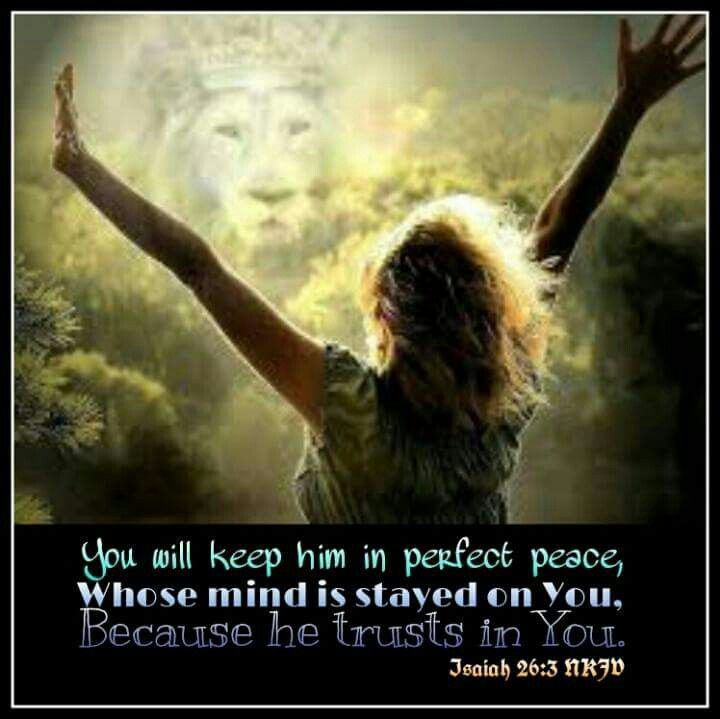 You will keep him in perfect peace,
Whose mind is stayed on You,
Because he trusts in You.
Isaiah 26:3 NKJV